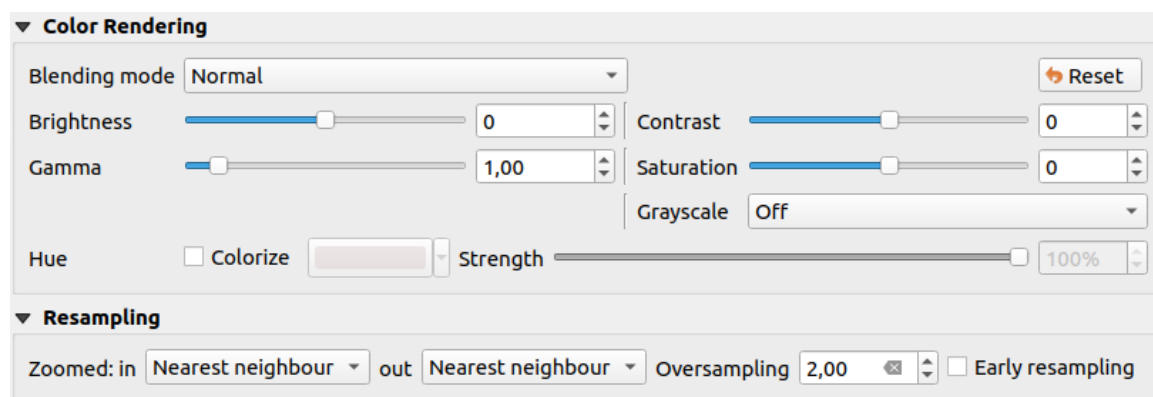 Color Rendering
Blending mode Normal Reset
Brightness 0 Contrast 0
Gamma 1,00 Saturation 0
Grayscale Off
Hue Colorize Strength 100%
Resampling
Zoomed: in Nearest neighbour out Nearest neighbour Oversampling 2,00 Early resampling